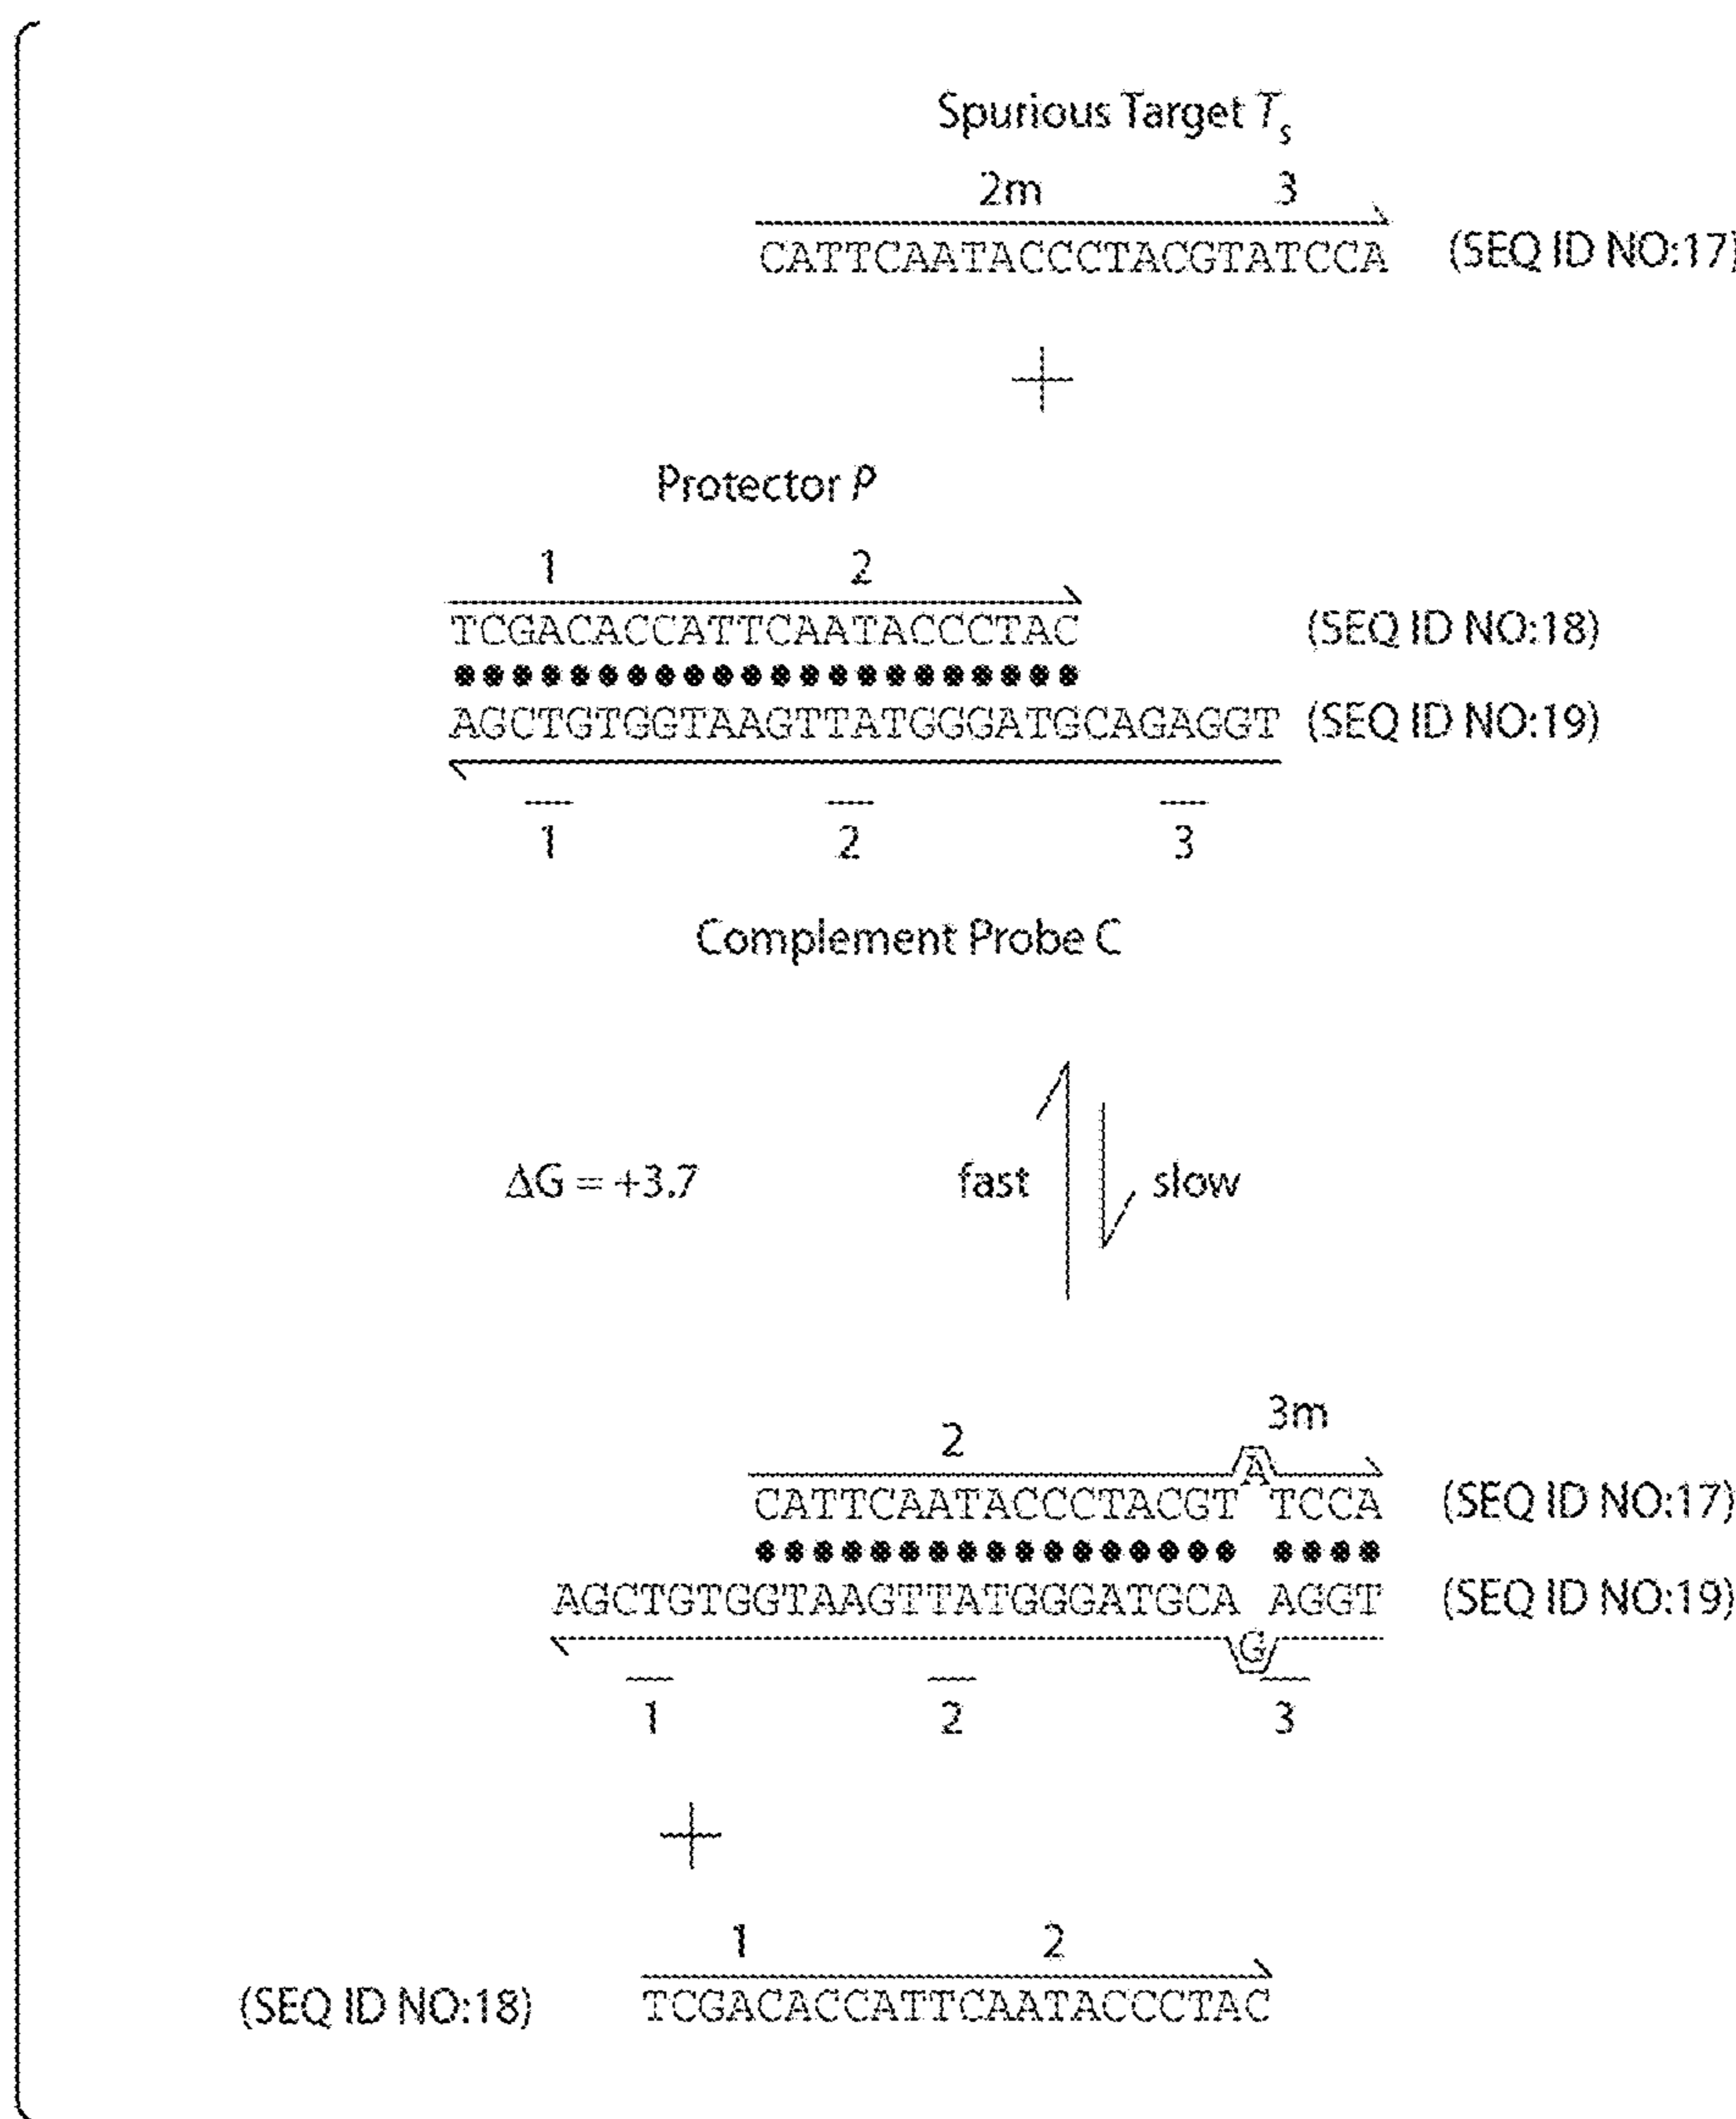 Spurious Target Ts
2m 3
CATTCAATACCCTACGTATCCA (SEQ ID NO:17)
+
Protector P
1 2
TCGACACCATTCAATACCCTAC (SEQ ID NO:18)
AGCTGTGGTAAGTTATGGGATGCAGAGGT (SEQ ID NO:19)
1 2 3
Complement Probe C
ΔG = +3.7 fast slow
2 3m
A
CATTCAATACCCTACGT TCCA (SEQ ID NO:17)
AGCTGTGGTAAGTTATGGGATGCA AGGT (SEQ ID NO:19)
G
1 2 3
+
1 2
(SEQ ID NO:18) TCGACACCATTCAATACCCTAC